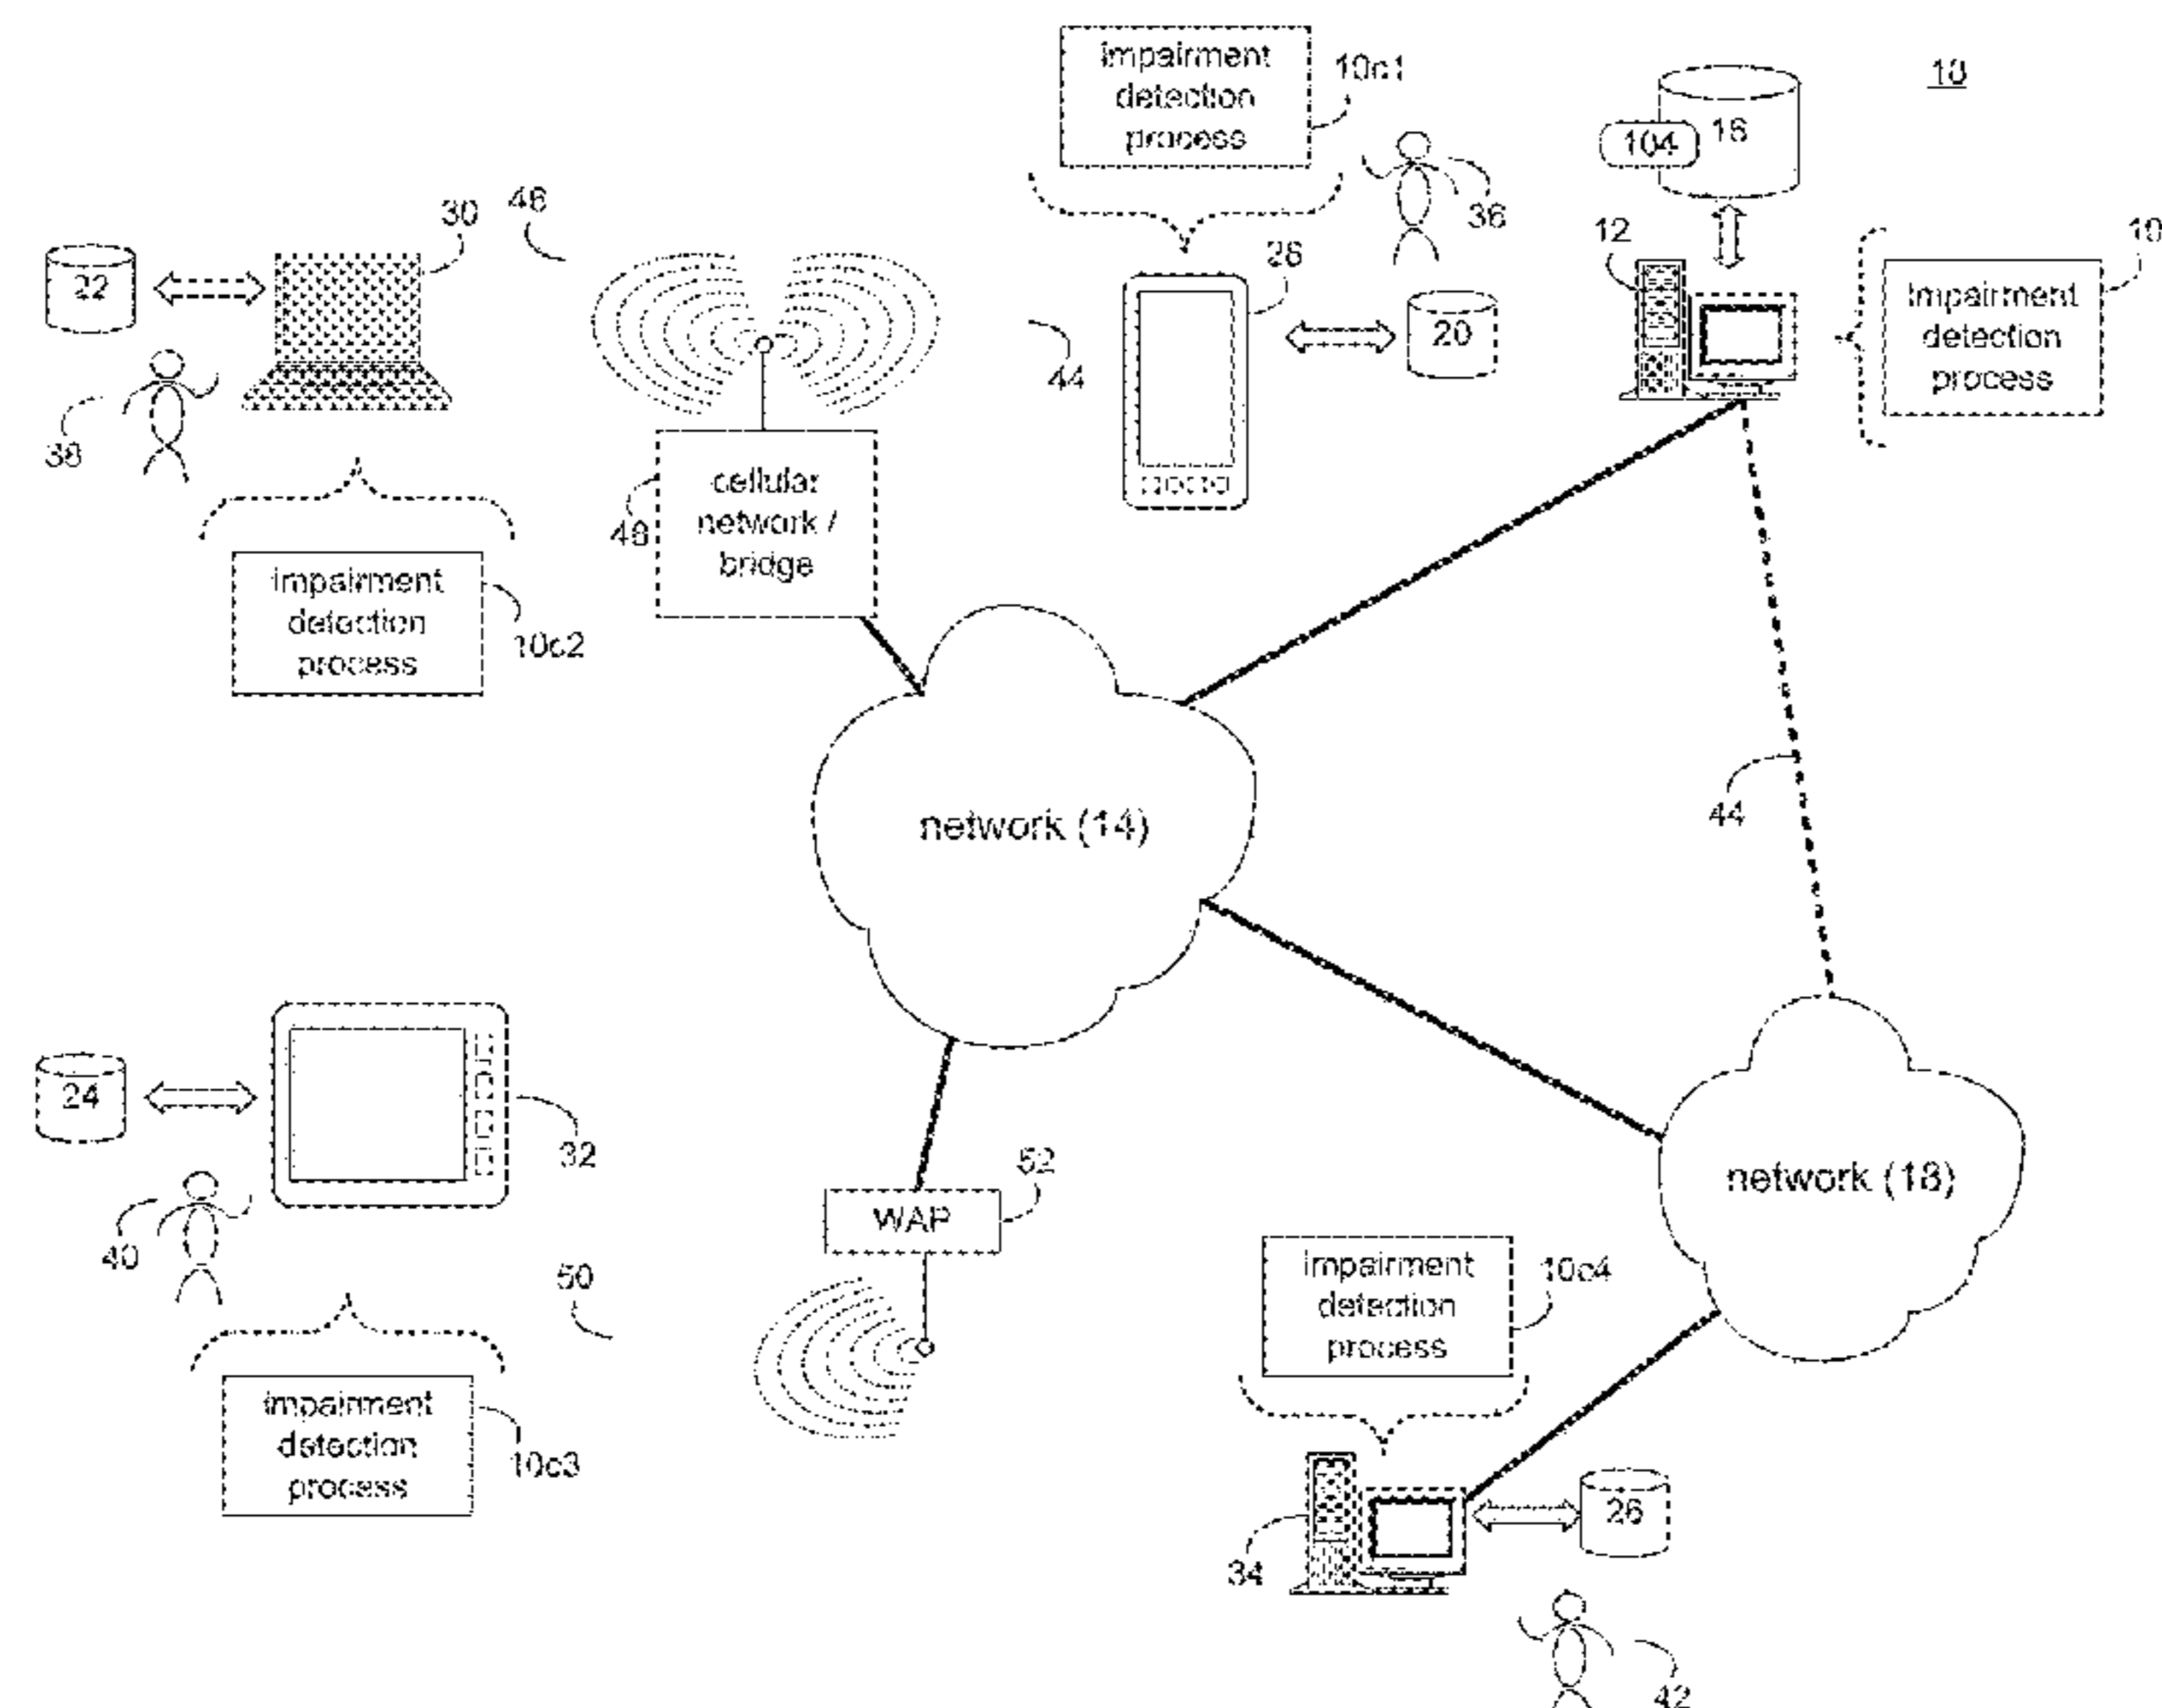 impairment
detection
process
10c1
10
104
16
36
12
10
impairment
detection
process
30
46
22
28
20
44
38
48
cellular
network /
bridge
impairment
detection
process
10c2
network (14)
44
24
32
52
WAP
network (18)
40
50
impairment
detection
process
10c3
impairment
detection
process
10c4
26
34
42